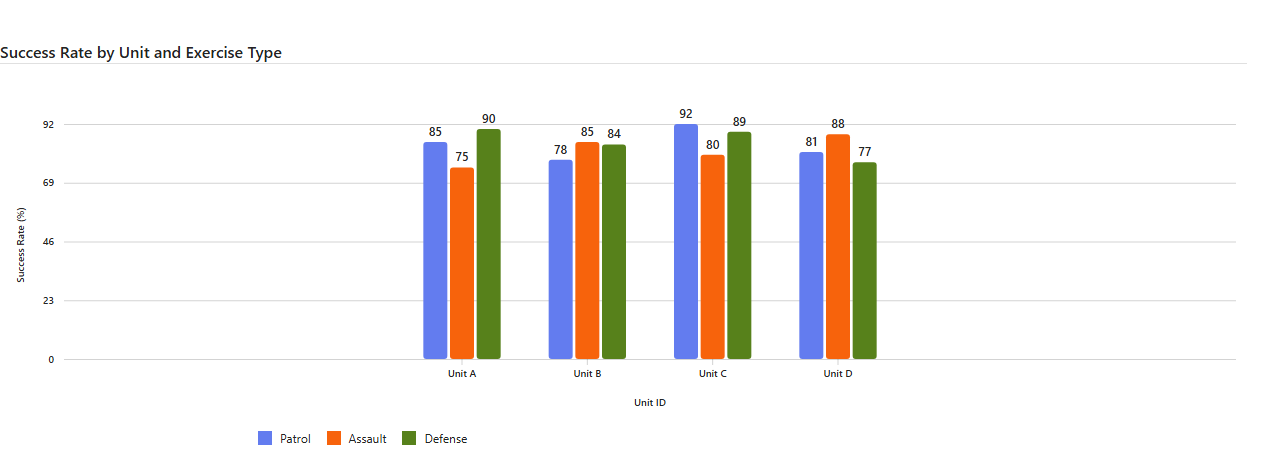 Success Rate by Unit and Exercise Type
92
69
46
23
0
Success Rate (%)
85 75 90
78 85 84
92 80 89
81 88 77
Unit A Unit B Unit C Unit D
Unit ID
Patrol Assault Defense